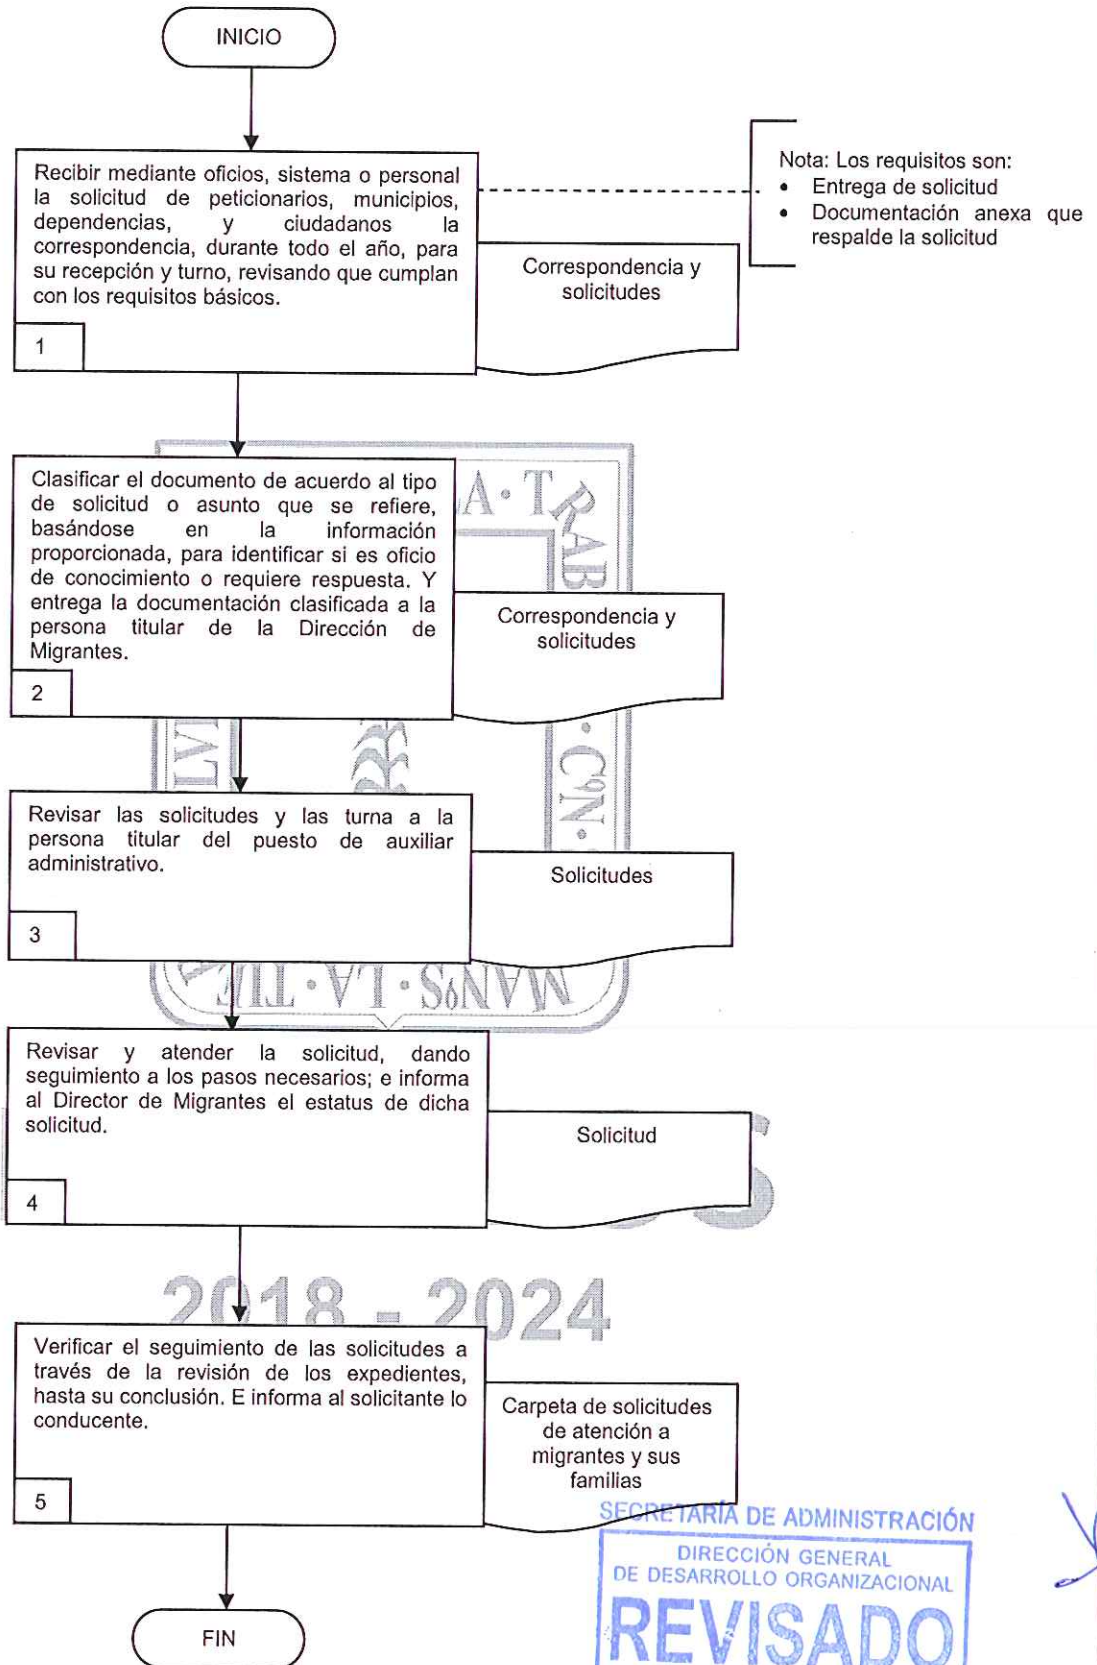 INICIO
Recibir mediante oficios, sistema o personal
la solicitud de peticionarios, municipios,
dependencias, y ciudadanos la
correspondencia, durante todo el año, para
su recepción y turno, revisando que cumplan
con los requisitos básicos.
1
Correspondencia y
solicitudes
Nota: Los requisitos son:
• Entrega de solicitud
• Documentación anexa que
respalde la solicitud
Clasificar el documento de acuerdo al tipo
de solicitud o asunto que se refiere,
basándose en la información
proporcionada, para identificar si es oficio
de conocimiento o requiere respuesta. Y
entrega la documentación clasificada a la
persona titular de la Dirección de
Migrantes.
2
Correspondencia y
solicitudes
Revisar las solicitudes y las turna a la
persona titular del puesto de auxiliar
administrativo.
3
Solicitudes
Revisar y atender la solicitud, dando
seguimiento a los pasos necesarios; e informa
al Director de Migrantes el estatus de dicha
solicitud.
4
Solicitud
2018 - 2024
Verificar el seguimiento de las solicitudes a
través de la revisión de los expedientes,
hasta su conclusión. E informa al solicitante lo
conducente.
5
Carpeta de solicitudes
de atención a
migrantes y sus
familias
FIN
SECRETARÍA DE ADMINISTRACIÓN
DIRECCIÓN GENERAL
DE DESARROLLO ORGANIZACIONAL
REVISADO